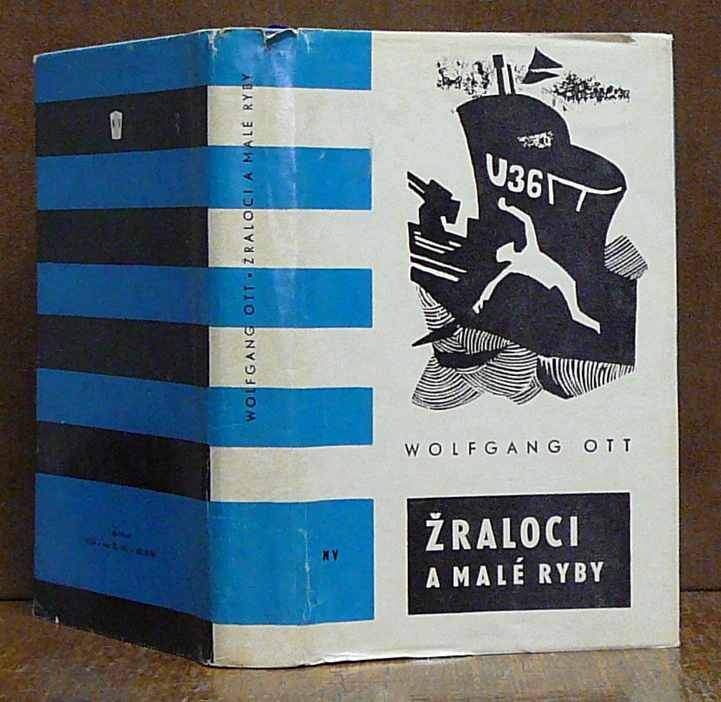 U36
WOLFGANG OTT
ŽRALOCI
A MALÉ RYBY
WOLFGANG OTT • ŽRALOCI A MALÉ RYBY
NV